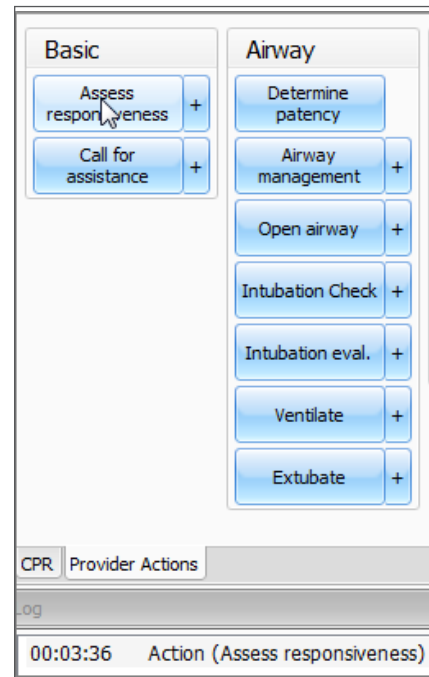 Basic
Assess
responsiveness
+
Call for
assistance
+
Airway
Determine
patency
Airway
management
+
Open airway
+
Intubation Check
+
Intubation eval.
+
Ventilate
+
Extubate
+
CPR
Provider Actions
Log
00:03:36 Action (Assess responsiveness)